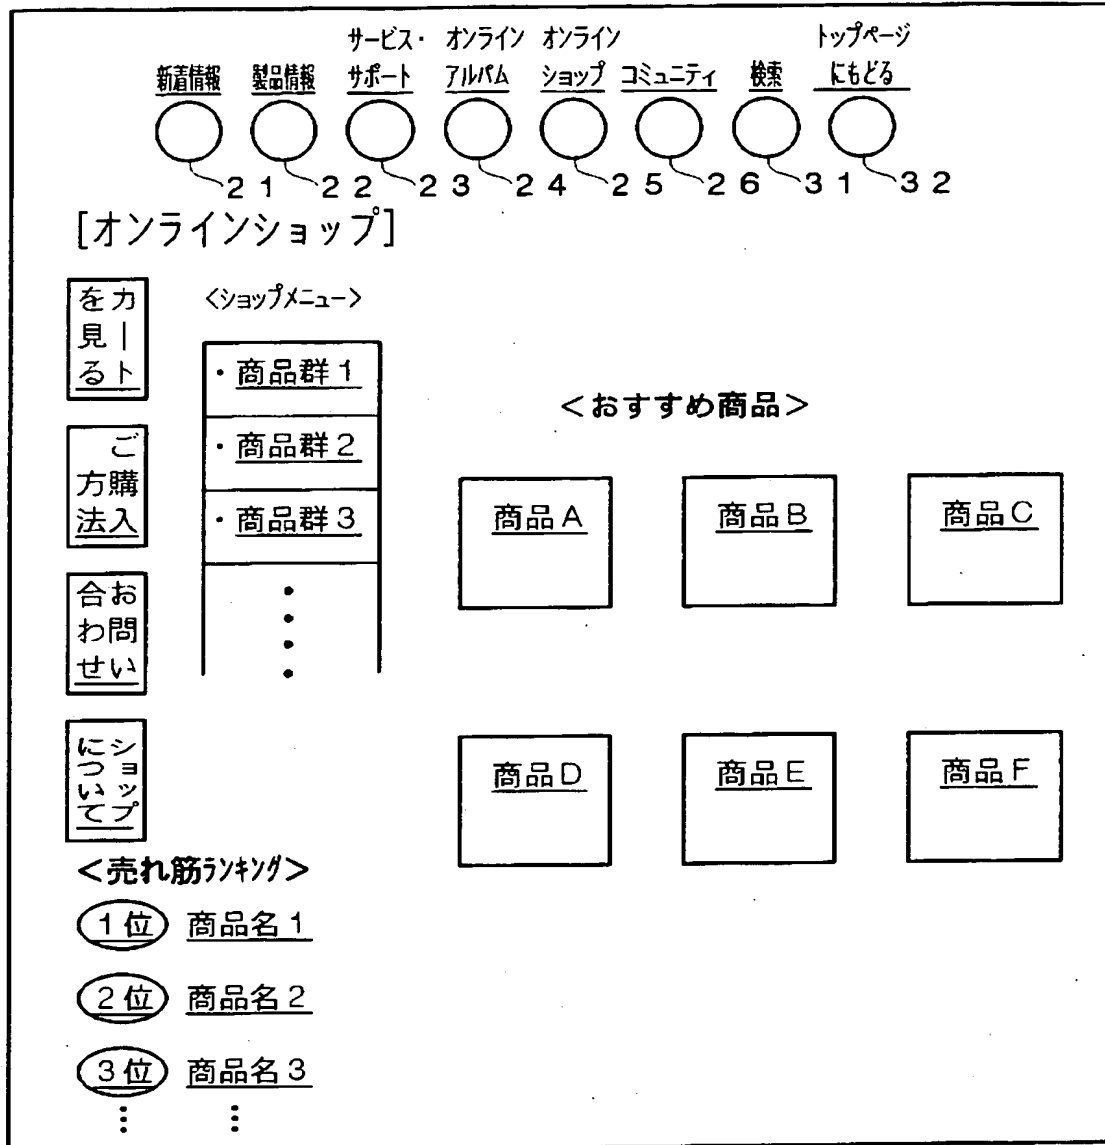 サービス・ オンライン オンライン トップページ
新着情報 製品情報 サポート アルバム ショップ コミュニティ 検索 にもどる
21 22 23 24 25 26 31 32
[オンラインショップ]
カートを見る
<ショップメニュー>
・商品群1
・商品群2
・商品群3
ご購入方法
お問い合わせ
ショップについて
<おすすめ商品>
商品A 商品B 商品C
商品D 商品E 商品F
<売れ筋ランキング>
1位 商品名1
2位 商品名2
3位 商品名3